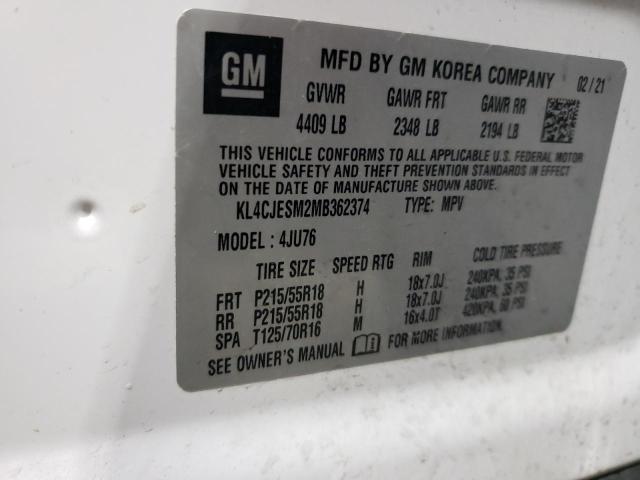 GM
MFD BY GM KOREA COMPANY 02/21
GVWR GAWR FRT GAWR RR
4409 LB 2348 LB 2194 LB
THIS VEHICLE CONFORMS TO ALL APPLICABLE U.S. FEDERAL MOTOR
VEHICLE SAFETY AND THEFT PREVENTION STANDARDS IN EFFECT
ON THE DATE OF MANUFACTURE SHOWN ABOVE.
KL4CJESM2MB362374 TYPE: MPV
MODEL : 4JU76
TIRE SIZE SPEED RTG RIM COLD TIRE PRESSURE
FRT P215/55R18 H 18x7.0J 240KPA, 35 PSI
RR P215/55R18 H 18x7.0J 240KPA, 35 PSI
SPA T125/70R16 M 16x4.0T 420KPA, 60 PSI
SEE OWNER'S MANUAL FOR MORE INFORMATION.